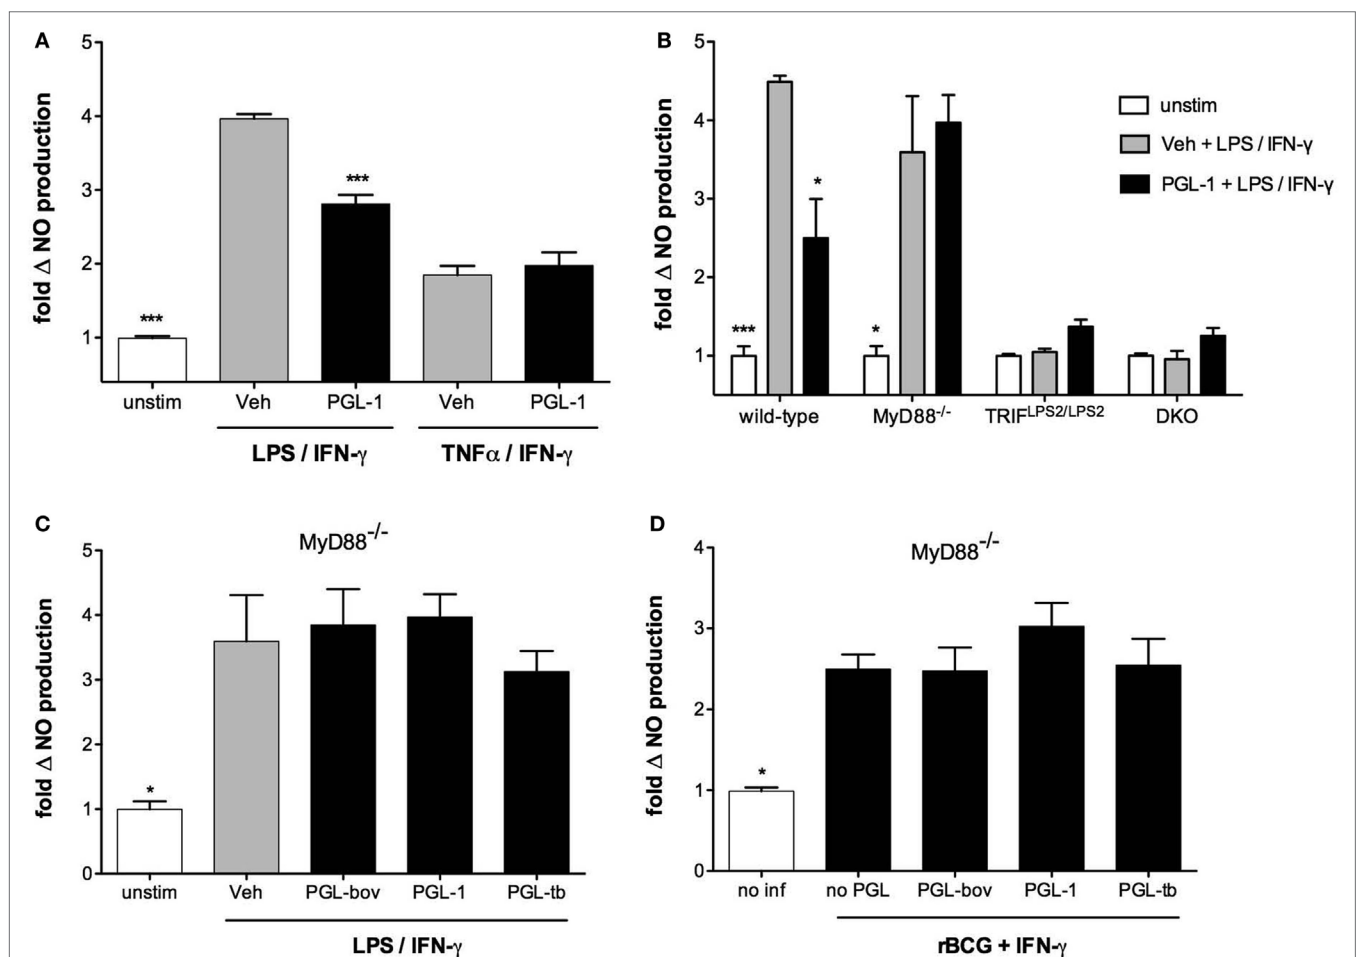 A
fold Δ NO production
5
4
3
2
1
***
***
unstim Veh PGL-1 Veh PGL-1
LPS / IFN-γ TNFα / IFN-γ
B
fold Δ NO production
5
4
3
2
1
***
*
*
unstim
Veh + LPS / IFN-γ
PGL-1 + LPS / IFN-γ
wild-type MyD88-/- TRIFLPS2/LPS2 DKO
C
MyD88-/-
fold Δ NO production
5
4
3
2
1
0
*
unstim Veh PGL-bov PGL-1 PGL-tb
LPS / IFN-γ
D
MyD88-/-
fold Δ NO production
4
3
2
1
0
*
no inf no PGL PGL-bov PGL-1 PGL-tb
rBCG + IFN-γ